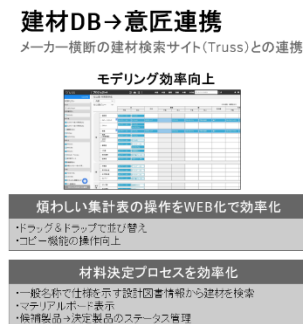 建材DB→意匠連携
メーカー横断の建材検索サイト(Truss)との連携
モデリング効率向上
煩わしい集計表の操作をWEB化で効率化
・ドラッグ＆ドロップで並び替え
・コピー機能の操作向上
材料決定プロセスを効率化
・一般名称で仕様を示す設計図書情報から建材を検索
・マテリアルボード表示
・候補製品→決定製品のステータス管理